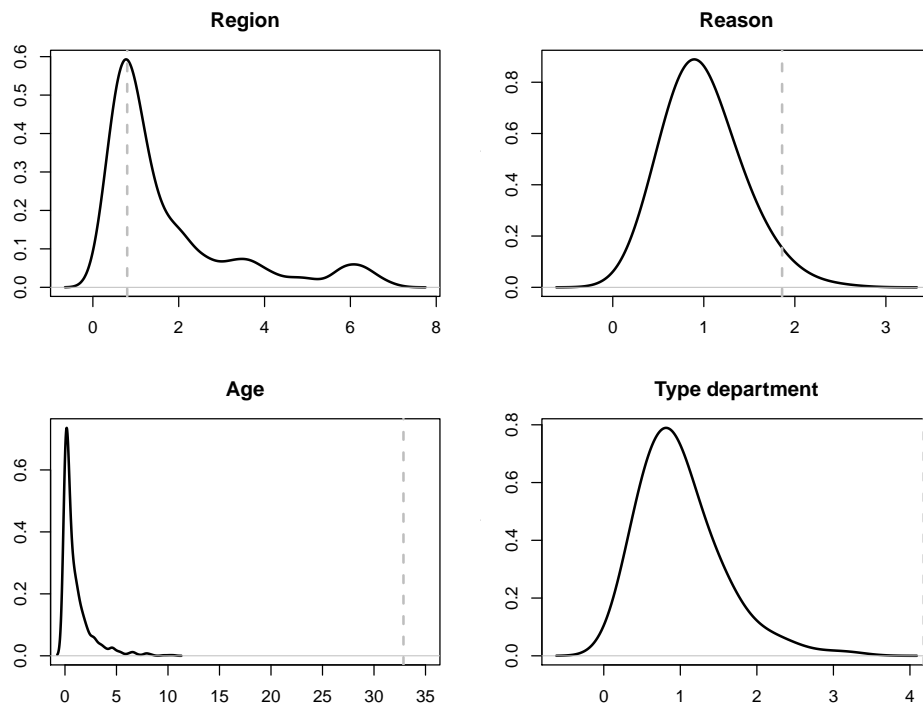 Region
0.0 0.1 0.2 0.3 0.4 0.5 0.6
0 2 4 6 8
Reason
0.0 0.2 0.4 0.6 0.8
0 1 2 3
Age
0.0 0.2 0.4 0.6
0 5 10 15 20 25 30 35
Type department
0.0 0.2 0.4 0.6 0.8
0 1 2 3 4